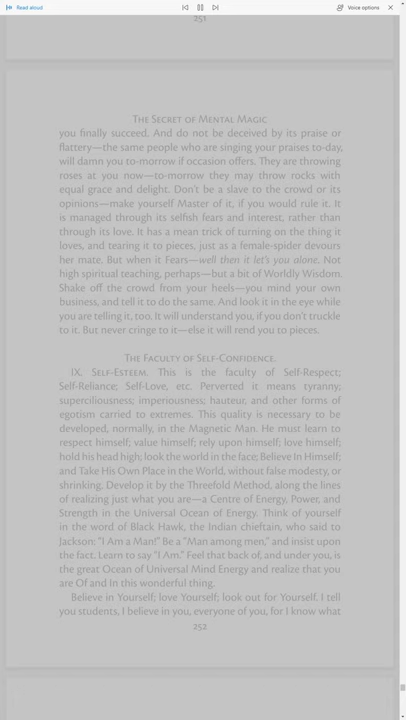 Read aloud
Voice options
251
The Secret of Mental Magic
you finally succeed. And do not be deceived by its praise or
flattery—the same people who are singing your praises to-day,
will damn you to-morrow if occasion offers. They are throwing
roses at you now—to-morrow they may throw rocks with
equal grace and delight. Don't be a slave to the crowd or its
opinions—make yourself Master of it, if you would rule it. It
is managed through its selfish fears and interest, rather than
through its love. It has a mean trick of turning on the thing it
loves, and tearing it to pieces, just as a female-spider devours
her mate. But when it Fears—well then it let's you alone. Not
high spiritual teaching, perhaps—but a bit of Worldly Wisdom.
Shake off the crowd from your heels—you mind your own
business, and tell it to do the same. And look it in the eye while
you are telling it, too. It will understand you, if you don't truckle
to it. But never cringe to it—else it will rend you to pieces.
The Faculty of Self-Confidence.
IX. Self-Esteem. This is the faculty of Self-Respect;
Self-Reliance; Self-Love, etc. Perverted it means tyranny;
superciliousness; imperiousness; hauteur, and other forms of
egotism carried to extremes. This quality is necessary to be
developed, normally, in the Magnetic Man. He must learn to
respect himself; value himself; rely upon himself; love himself;
hold his head high; look the world in the face; Believe In Himself;
and Take His Own Place in the World, without false modesty, or
shrinking. Develop it by the Threefold Method, along the lines
of realizing just what you are—a Centre of Energy, Power, and
Strength in the Universal Ocean of Energy. Think of yourself
in the word of Black Hawk, the Indian chieftain, who said to
Jackson: "I Am a Man!" Be a "Man among men," and insist upon
the fact. Learn to say "I Am." Feel that back of, and under you, is
the great Ocean of Universal Mind Energy and realize that you
are Of and In this wonderful thing.
Believe in Yourself; love Yourself; look out for Yourself. I tell
you students, I believe in you, everyone of you, for I know what
252